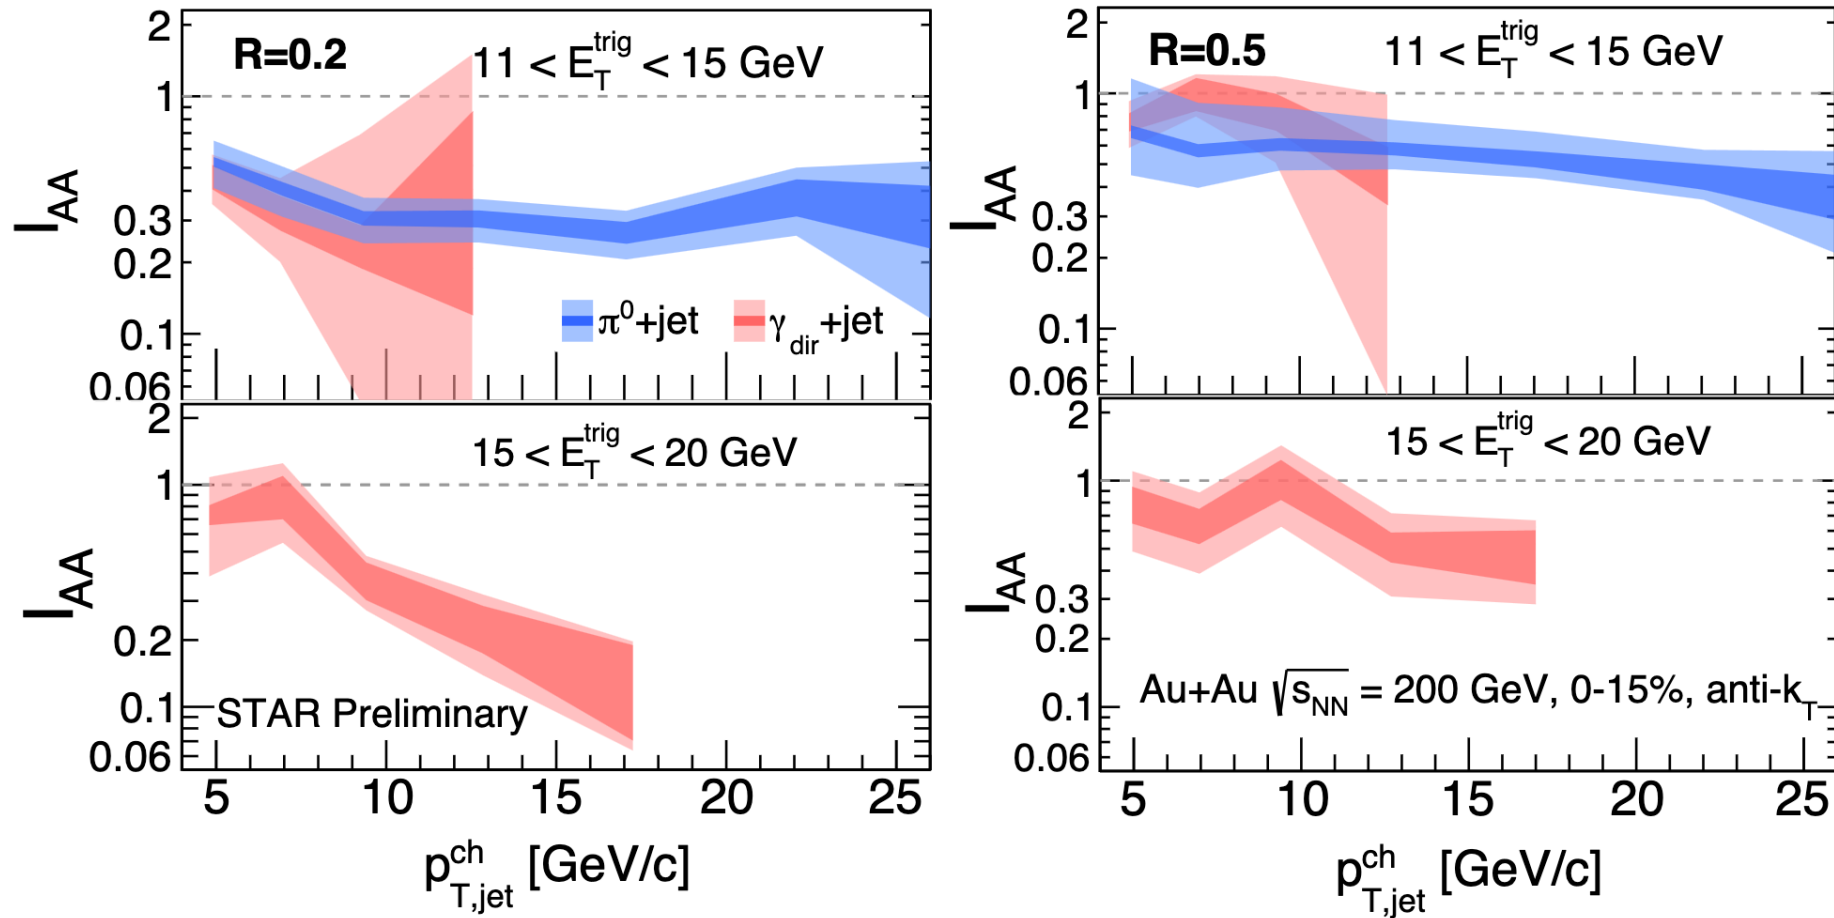 R=0.2
11 < E_T^trig < 15 GeV
2
1
0.3
0.2
0.1
0.06
I_AA
π⁰+jet
γ_dir+jet
R=0.5
11 < E_T^trig < 15 GeV
2
1
0.3
0.2
0.1
0.06
I_AA
15 < E_T^trig < 20 GeV
2
1
0.2
0.1
0.06
I_AA
STAR Preliminary
5 10 15 20 25
p_T,jet^ch [GeV/c]
15 < E_T^trig < 20 GeV
2
1
0.3
0.2
0.1
0.06
I_AA
Au+Au √s_NN = 200 GeV, 0-15%, anti-k_T
5 10 15 20 25
p_T,jet^ch [GeV/c]